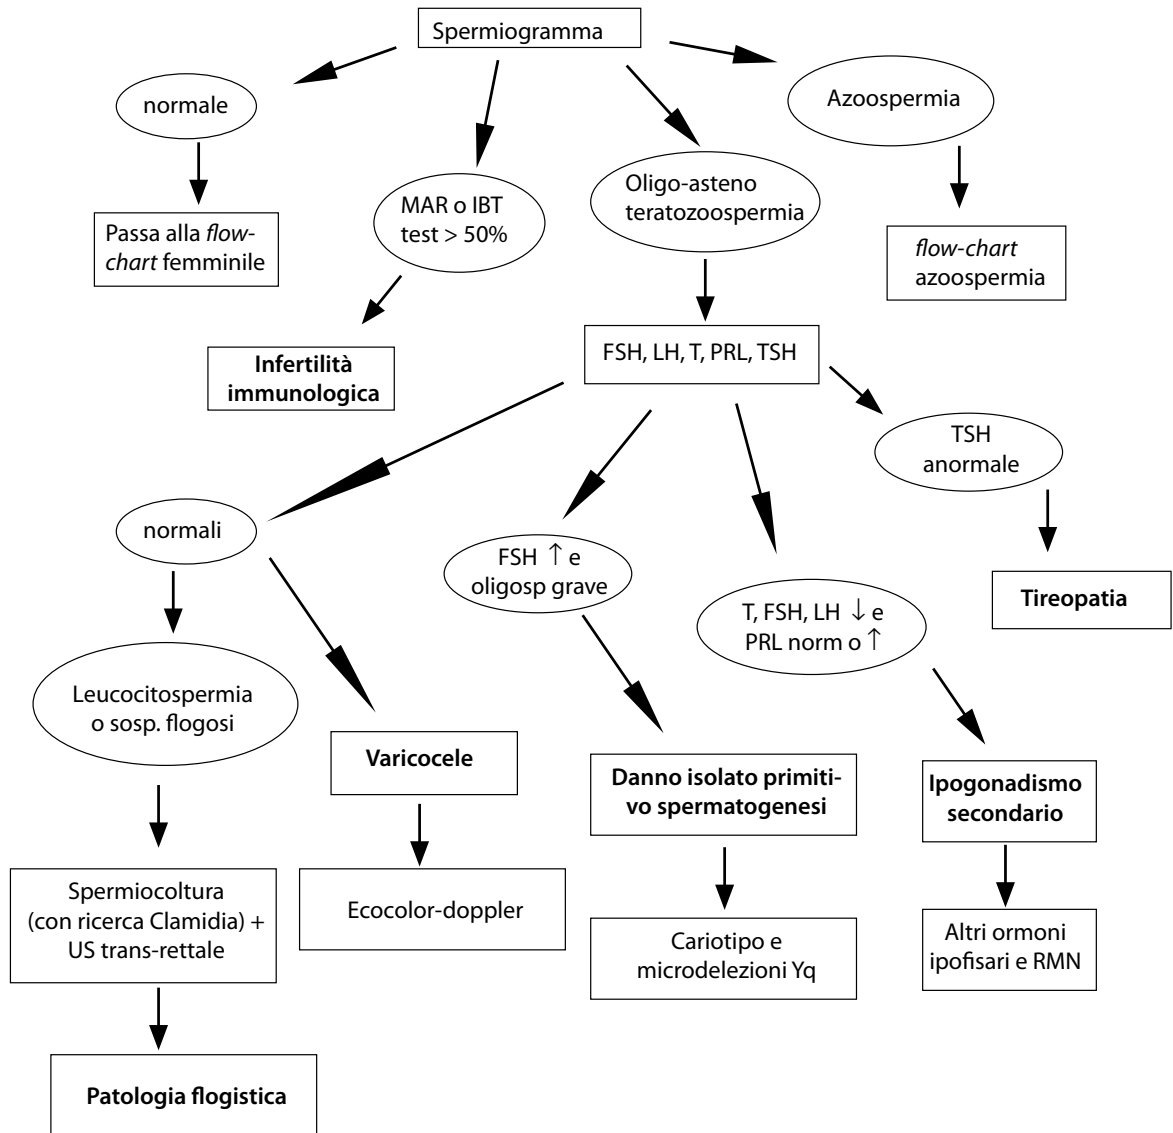 Spermiogramma
normale
Azoospermia
MAR o IBT
test > 50%
Oligo-asteno
teratozoospermia
Passa alla flow-
chart femminile
flow-chart
azoospermia
Infertilità
immunologica
FSH, LH, T, PRL, TSH
TSH
anormale
normali
FSH ↑ e
oligosp grave
T, FSH, LH ↓ e
PRL norm o ↑
Tireopatia
Leucocitospermia
o sosp. flogosi
Varicocele
Danno isolato primiti-
vo spermatogenesi
Ipogonadismo
secondario
Spermiocoltura
(con ricerca Clamidia) +
US trans-rettale
Ecocolor-doppler
Cariotipo e
microdelezioni Yq
Altri ormoni
ipofisari e RMN
Patologia flogistica